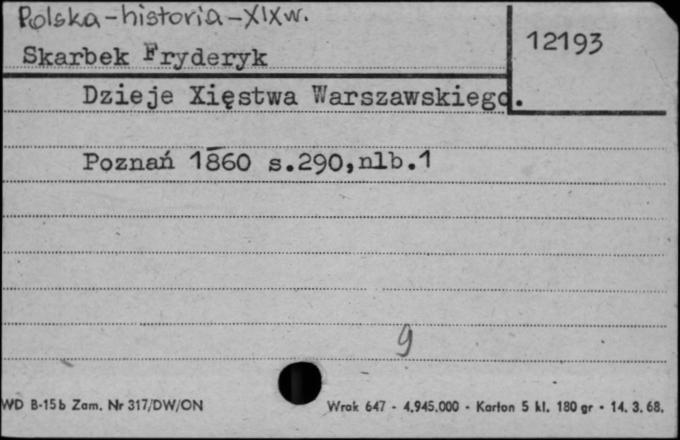 Polska-historia-XIXw.
12193
Skarbek Fryderyk
Dzieje Xięstwa Warszawskiego.
Poznań 1860 s.290,nlb.1
9
WD B-15b Zam. Nr 317/DW/ON Wrok 647 - 4.945.000 - Karton 5 kl. 180 gr - 14. 3. 68.